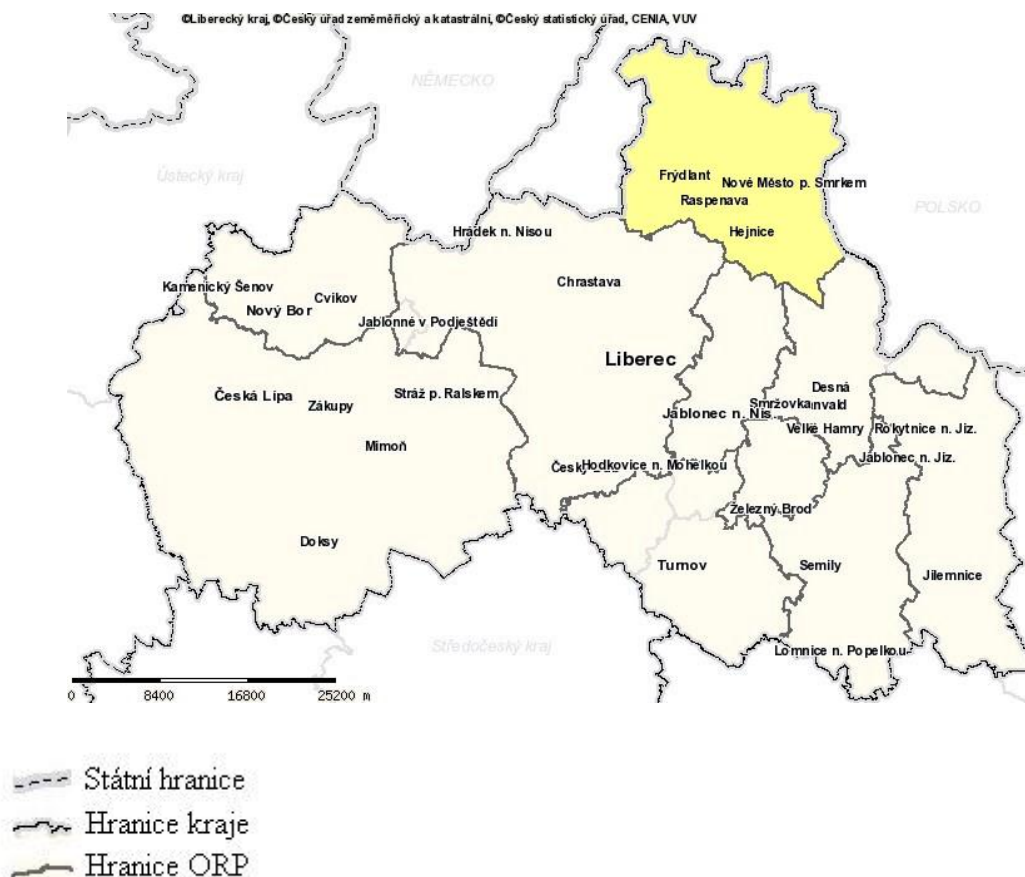 ©Liberecký kraj, ©Český úřad zeměměřický a katastrální, ©Český statistický úřad, CENIA, VUV
NĚMECKO
Ústecký kraj
Frýdlant
Nové Město p. Smrkem
Raspenava
POLSKO
Hrádek n. Nisou
Hejnice
Kamenický Šenov
Chrastava
Cvikov
Nový Bor
Jablonné v Podještědí
Liberec
Česká Lípa
Stráž p. Ralskem
Desná
Zákupy
Smržovka
nvald
Jablonec n. Nis.
Velké Hamry
Rokytnice n. Jiz.
Mimoň
Jablonec n. Jiz.
Český
Hodkovice n. Mohelkou
Železný Brod
Doksy
Turnov
Semily
Jilemnice
Středočeský kraj
Lomnice n. Popelkou
0 8400 16800 25200 m
Státní hranice
Hranice kraje
Hranice ORP